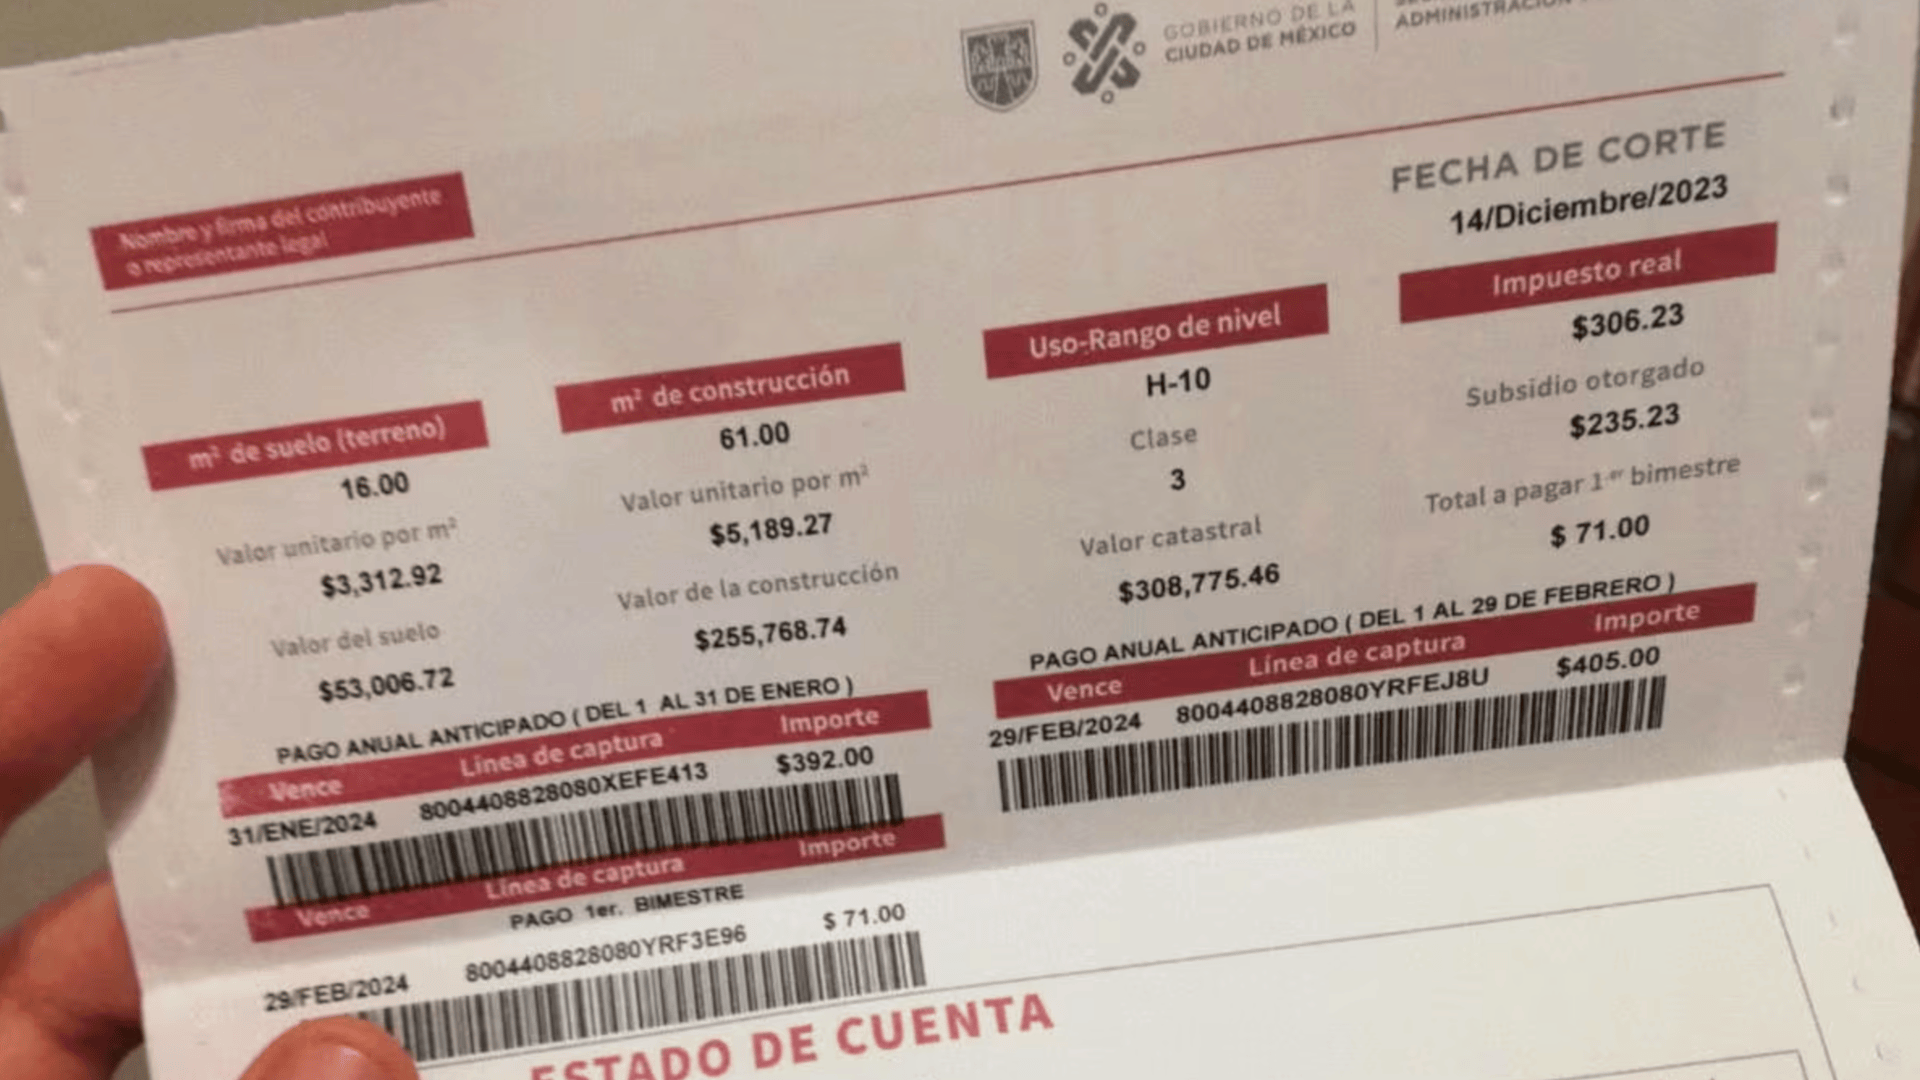 GOBIERNO DE LA
CIUDAD DE MÉXICO
ADMINISTRACIÓN
FECHA DE CORTE
14/Diciembre/2023
Nombre y firma del contribuyente
o representante legal
m² de suelo (terreno)
16.00
Valor unitario por m²
$3,312.92
Valor del suelo
$53,006.72
m² de construcción
61.00
Valor unitario por m²
$5,189.27
Valor de la construcción
$255,768.74
Uso-Rango de nivel
H-10
Clase
3
Valor catastral
$308,775.46
Impuesto real
$306.23
Subsidio otorgado
$235.23
Total a pagar 1er bimestre
$ 71.00
PAGO ANUAL ANTICIPADO ( DEL 1 AL 31 DE ENERO )
Vence Línea de captura Importe
31/ENE/2024 8004408828080XEFE413 $392.00
PAGO ANUAL ANTICIPADO ( DEL 1 AL 29 DE FEBRERO )
Vence Línea de captura Importe
29/FEB/2024 8004408828080YRFEJ8U $405.00
Vence Línea de captura Importe
PAGO 1er. BIMESTRE
29/FEB/2024 8004408828080YRF3E96 $ 71.00
ESTADO DE CUENTA